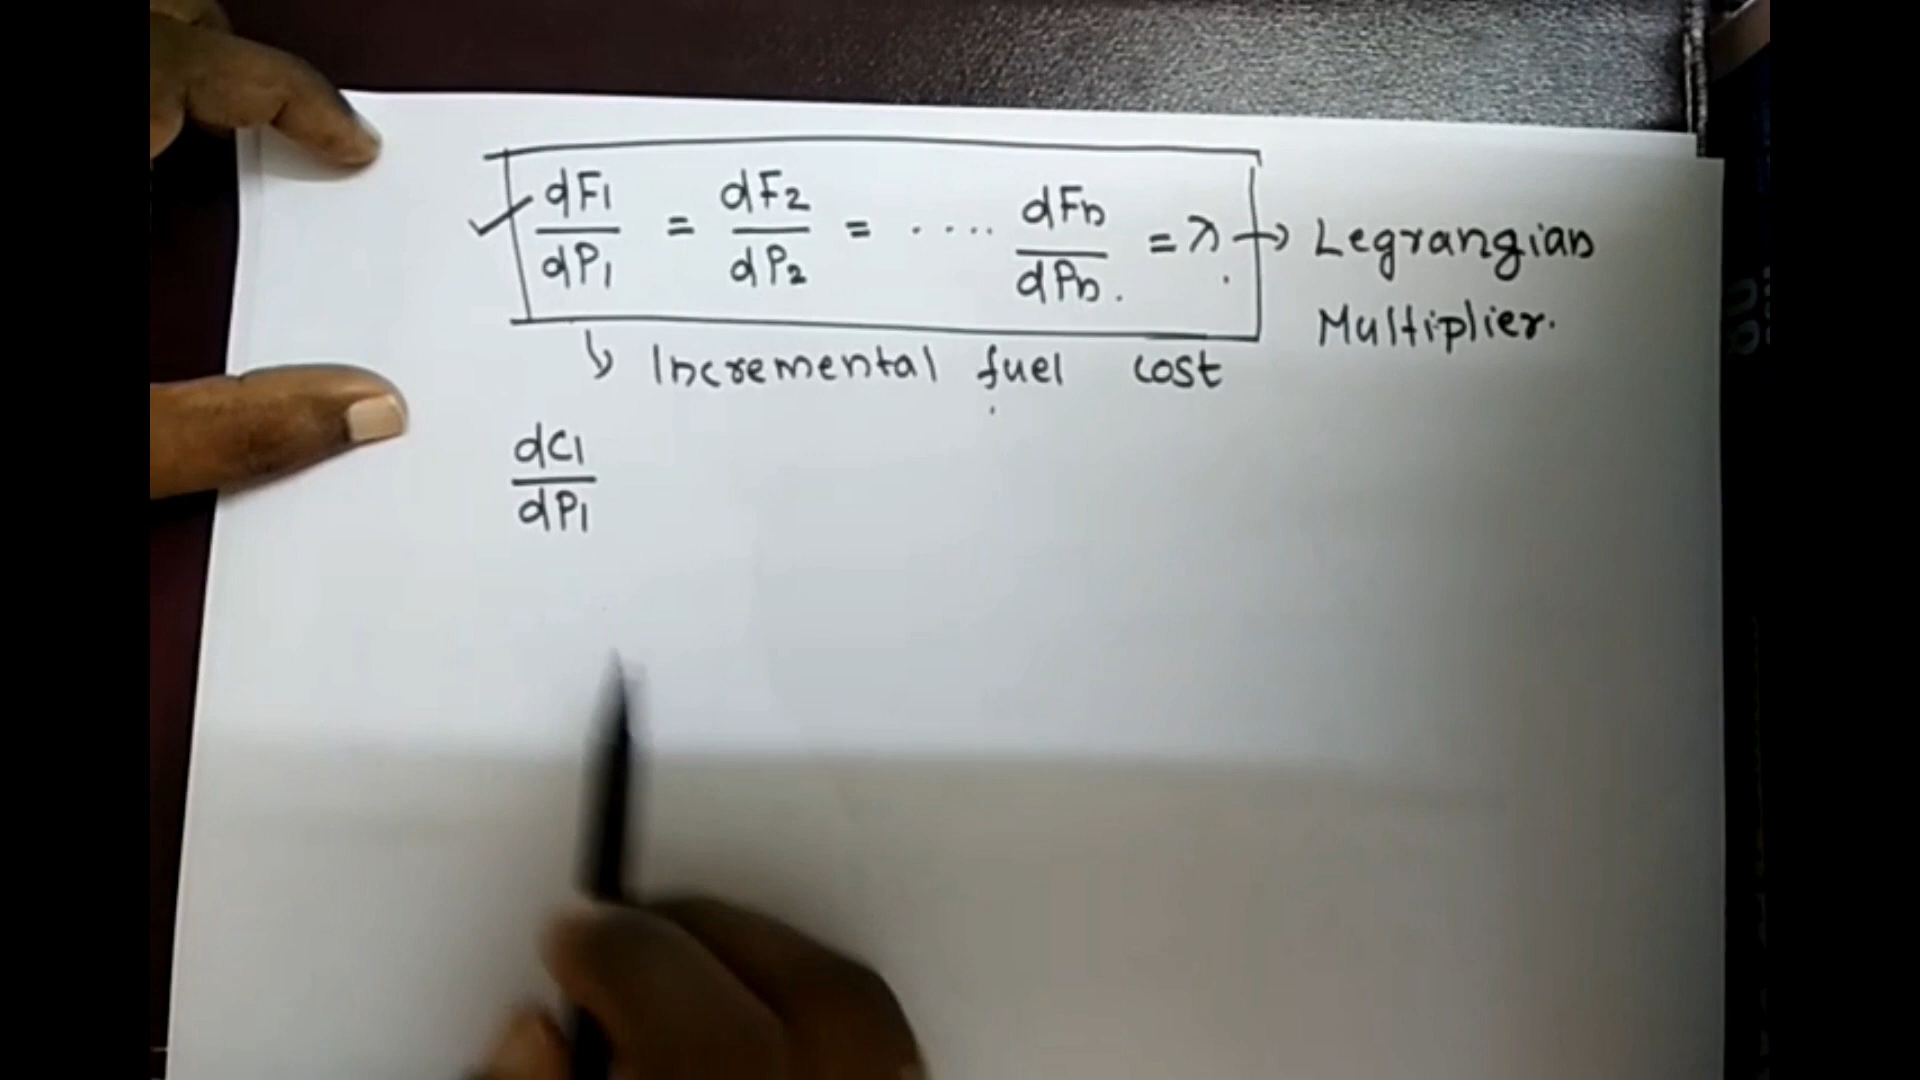 dF1/dP1 = dF2/dP2 = .... dFn/dPn. = λ → Legrangian
Multiplier.
↳ Incremental fuel cost
dC1/dP1